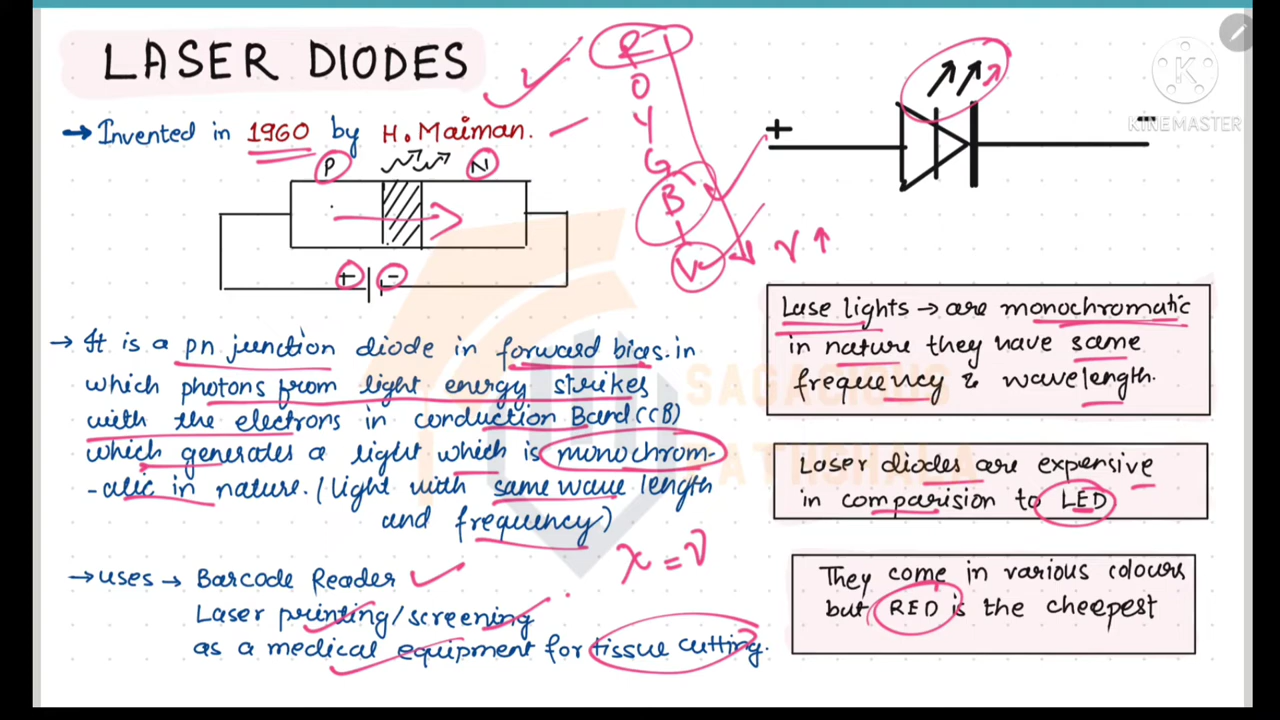 LASER DIODES
→ Invented in 1960 by H. Maiman.
P N
+ -
→ It is a pn junction diode in forward bias. in
which photons from light energy strikes
with the electrons in conduction Band (CB)
which generates a light which is monochrom-
-atic in nature. (light with same wave length
and frequency)
λ = ν
→ uses → Barcode Reader
Laser printing/screening
as a medical equipment for tissue cutting.
R
O
Y
G
B
I
V
ν ↑
+ -
KINEMASTER
Lase lights → are monochromatic
in nature they have same
frequency & wavelength.
SAGACIOUS
PATHSHALA
Laser diodes are expensive
in comparision to LED
They come in various colours
but RED is the cheepest